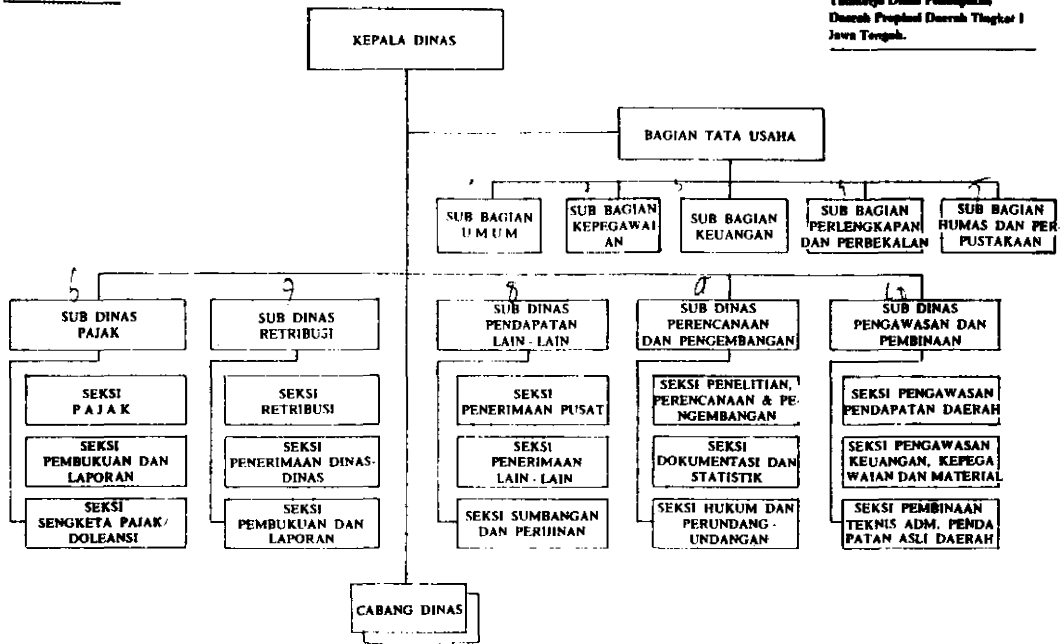 Daerah Propinsi Daerah Tingkat I
Jawa Tengah.
KEPALA DINAS
BAGIAN TATA USAHA
SUB BAGIAN
U M U M
SUB BAGIAN
KEPEGAWAI
AN
SUB BAGIAN
KEUANGAN
SUB BAGIAN
PERLENGKAPAN
DAN PERBEKALAN
SUB BAGIAN
HUMAS DAN PER
PUSTAKAAN
7
8
SUB DINAS
PAJAK
SUB DINAS
RETRIBUSI
SUB DINAS
PENDAPATAN
LAIN - LAIN
SUB DINAS
PERENCANAAN
DAN PENGEMBANGAN
SUB DINAS
PENGAWASAN DAN
PEMBINAAN
SEKSI
P A J A K
SEKSI
PEMBUKUAN DAN
LAPORAN
SEKSI
SENGKETA PAJAK/
DOLEANSI
SEKSI
RETRIBUSI
SEKSI
PENERIMAAN DINAS-
DINAS
SEKSI
PEMBUKUAN DAN
LAPORAN
SEKSI
PENERIMAAN PUSAT
SEKSI
PENERIMAAN
LAIN - LAIN
SEKSI SUMBANGAN
DAN PERIJINAN
SEKSI PENELITIAN,
PERENCANAAN & PE-
NGEMBANGAN
SEKSI
DOKUMENTASI DAN
STATISTIK
SEKSI HUKUM DAN
PERUNDANG -
UNDANGAN
SEKSI PENGAWASAN
PENDAPATAN DAERAH
SEKSI PENGAWASAN
KEUANGAN, KEPEGA
WAIAN DAN MATERIAL
SEKSI PEMBINAAN
TEKNIS ADM. PENDA
PATAN ASLI DAERAH
CABANG DINAS